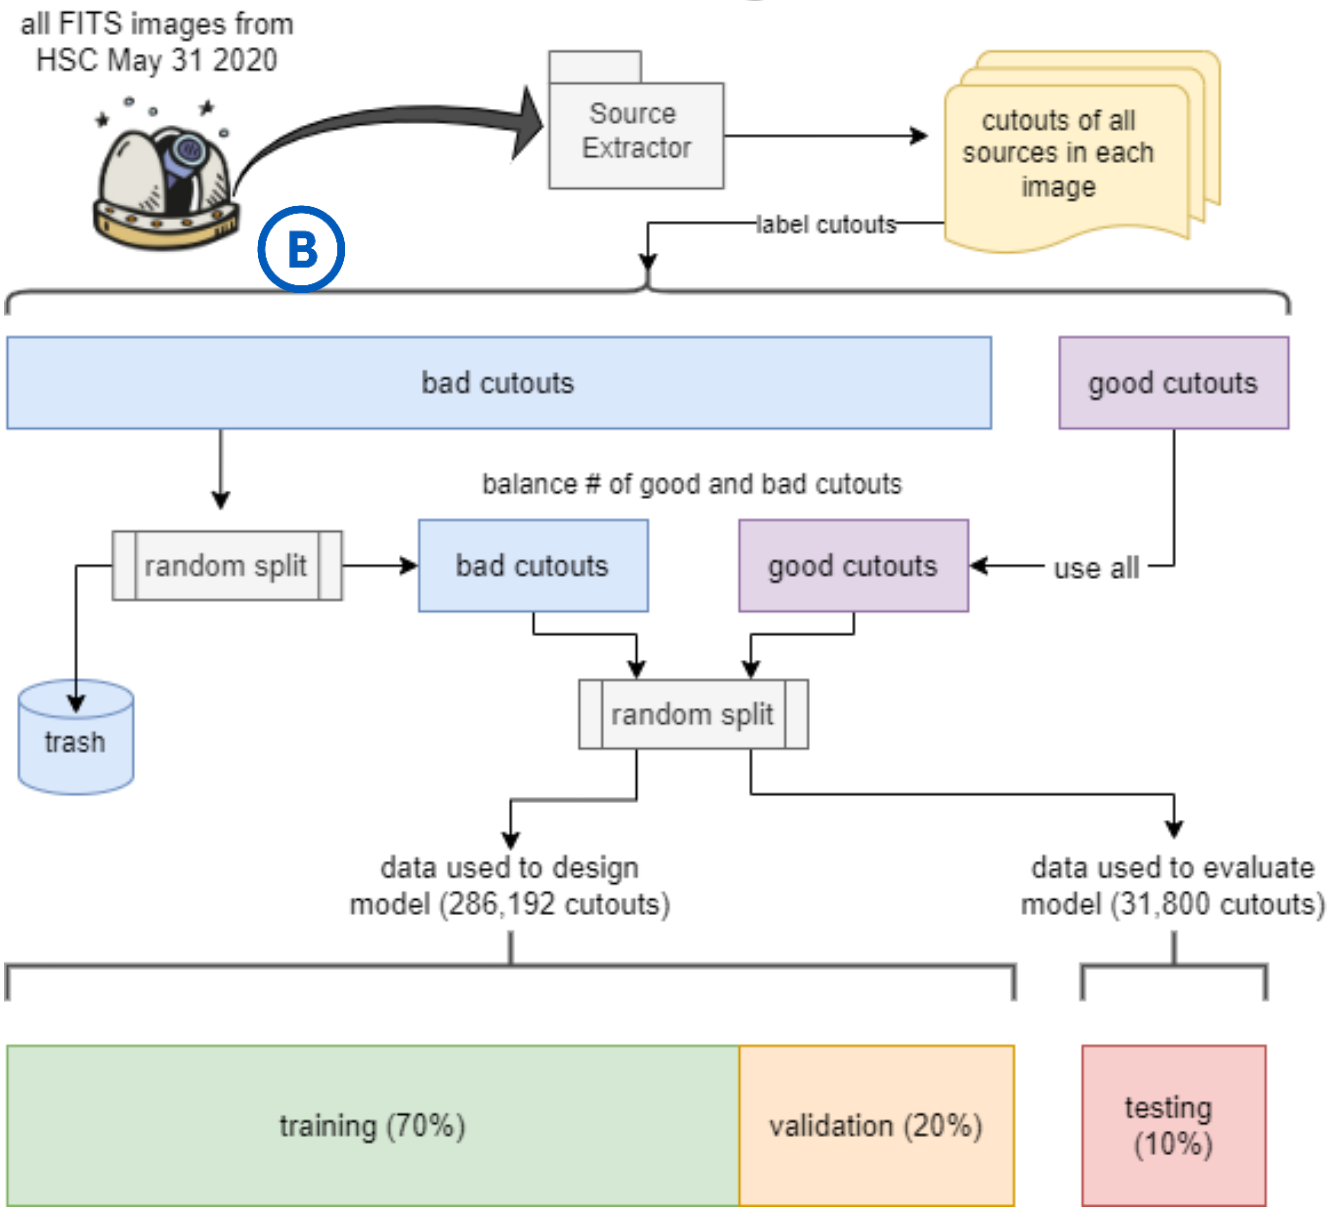 all FITS images from
HSC May 31 2020
Source
Extractor
cutouts of all
sources in each
image
label cutouts
B
bad cutouts
good cutouts
balance # of good and bad cutouts
random split
bad cutouts
good cutouts
use all
trash
random split
data used to design
model (286,192 cutouts)
data used to evaluate
model (31,800 cutouts)
training (70%)
validation (20%)
testing
(10%)